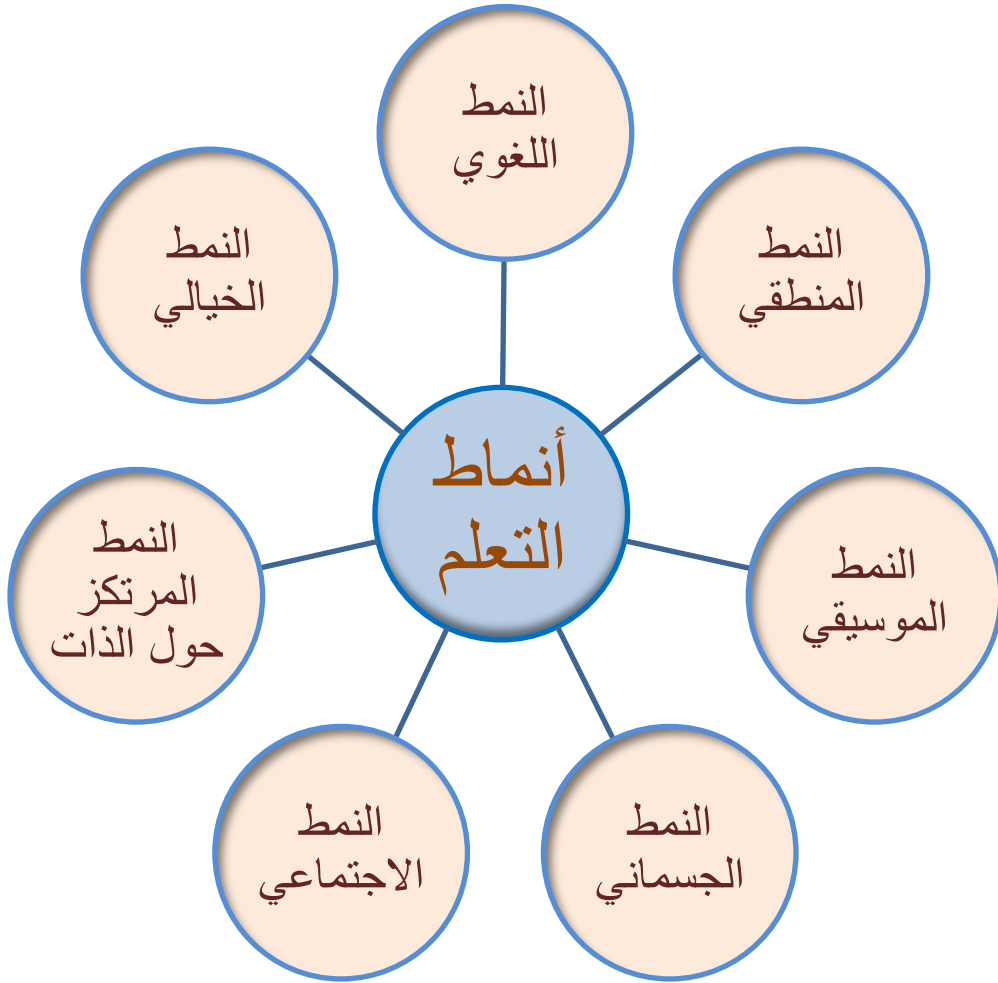 أنماط
التعلم
النمط
اللغوي
النمط
المنطقي
النمط
الموسيقي
النمط
الجسماني
النمط
الاجتماعي
النمط
المرتكز
حول الذات
النمط
الخيالي